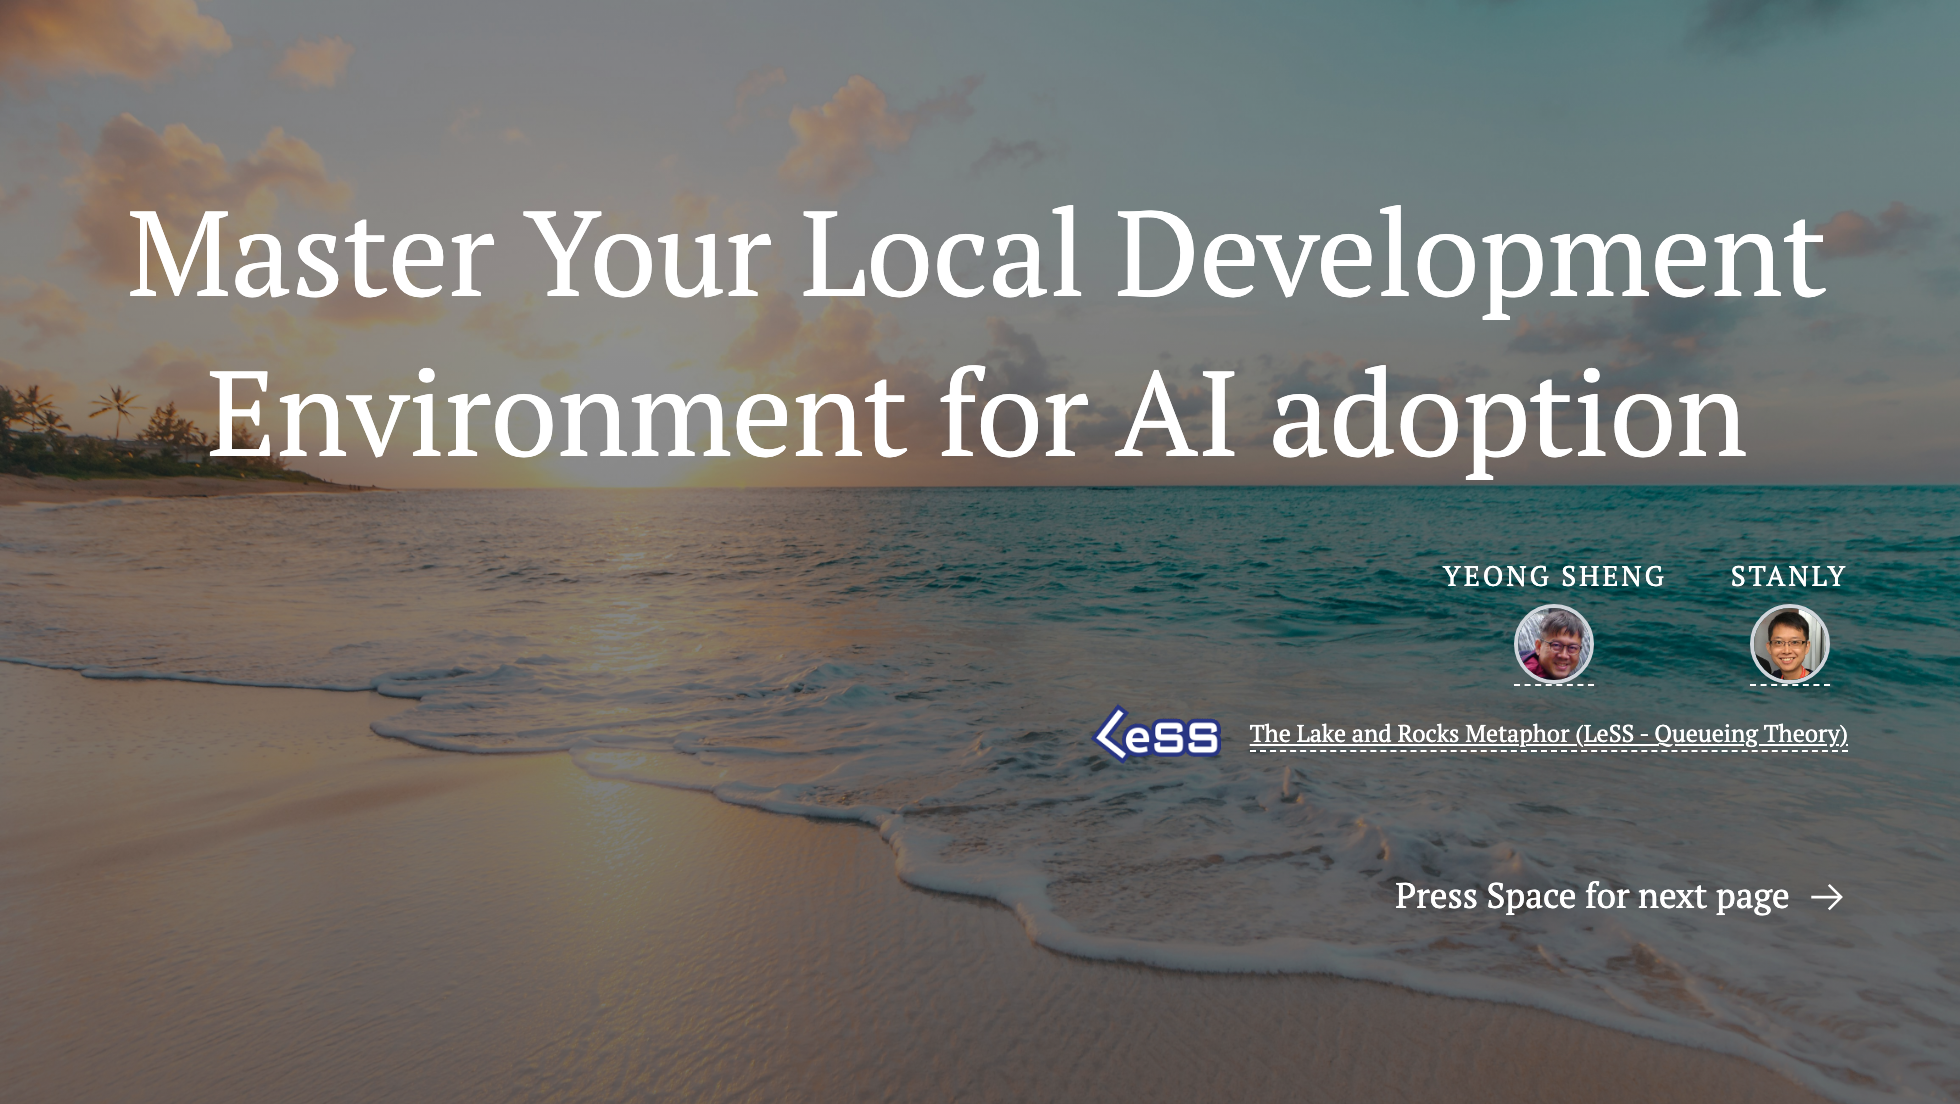 Master Your Local Development
Environment for AI adoption
YEONG SHENG STANLY
LeSS The Lake and Rocks Metaphor (LeSS - Queueing Theory)
Press Space for next page →